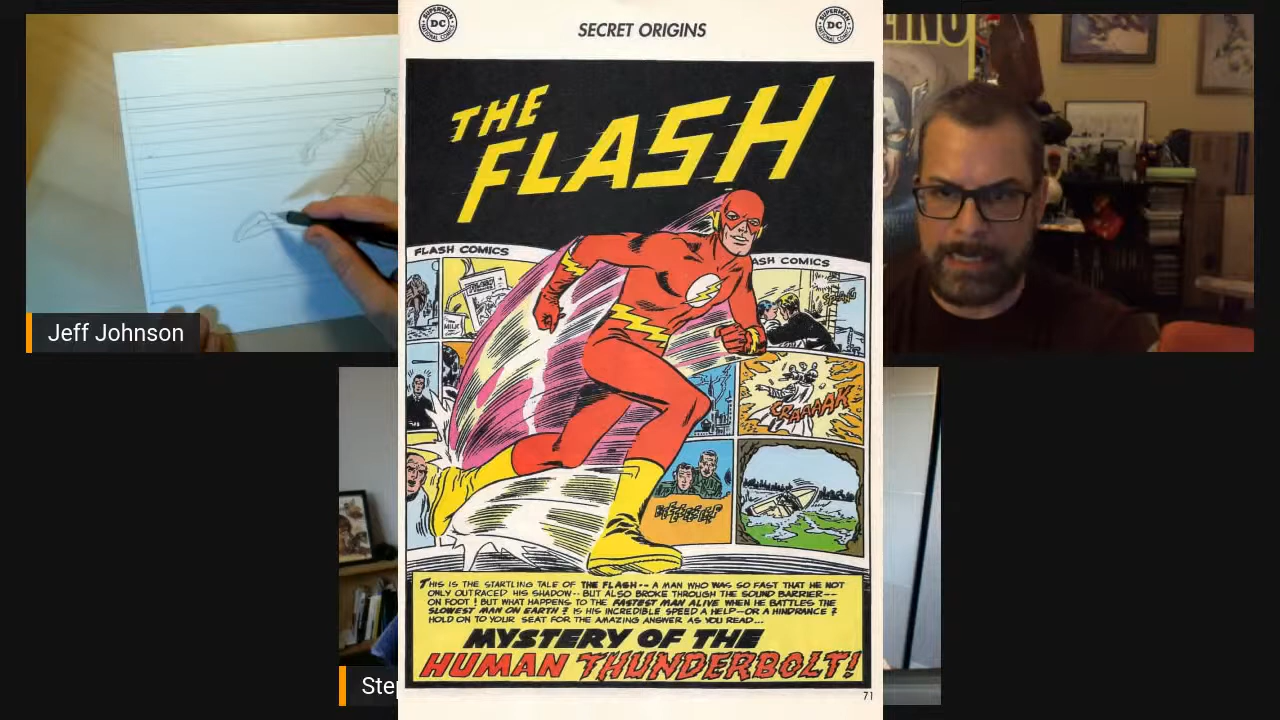 SUPERMAN DC NATIONAL COMICS
SECRET ORIGINS
SUPERMAN DC NATIONAL COMICS
THE
FLASH
FLASH COMICS
ASH COMICS
MILK
CRAAAAK
Jeff Johnson
THIS IS THE STARTLING TALE OF THE FLASH-- A MAN WHO WAS SO FAST THAT HE NOT
ONLY OUTRACED HIS SHADOW-- BUT ALSO BROKE THROUGH THE SOUND BARRIER--
ON FOOT! BUT WHAT HAPPENS TO THE FASTEST MAN ALIVE WHEN HE BATTLES THE
SLOWEST MAN ON EARTH? IS HIS INCREDIBLE SPEED A HELP--OR A HINDRANCE?
HOLD ON TO YOUR SEAT FOR THE AMAZING ANSWER AS YOU READ...
MYSTERY OF THE
HUMAN THUNDERBOLT!
Step
71